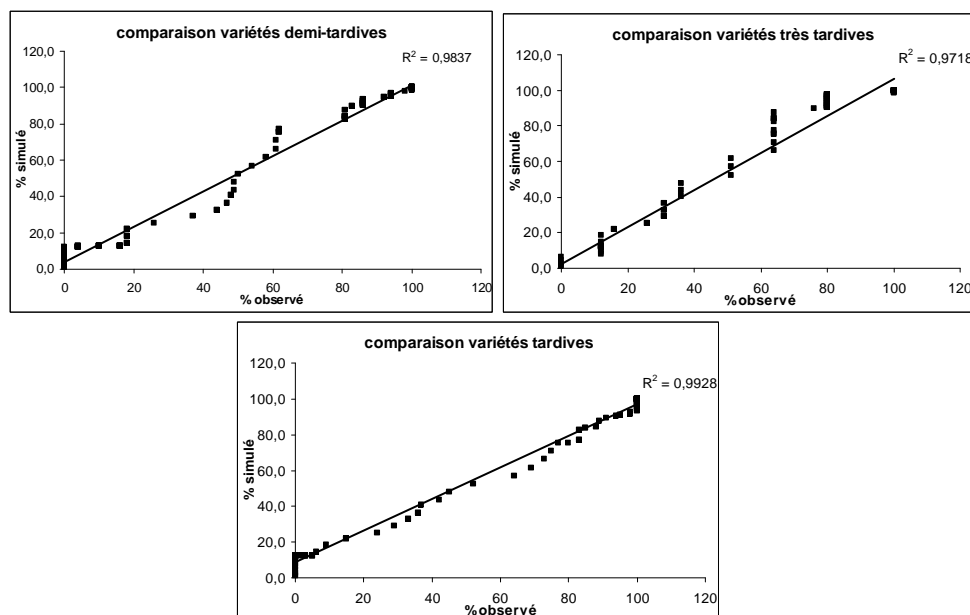 comparaison variétés demi-tardives
R² = 0,9837
120,0
100,0
80,0
60,0
40,0
20,0
0,0
% simulé
0 20 40 60 80 100 120
% observé
comparaison variétés très tardives
R² = 0,9718
120,0
100,0
80,0
60,0
40,0
20,0
0,0
% simulé
0 20 40 60 80 100 120
%observé
comparaison variétés tardives
R² = 0,9928
120,0
100,0
80,0
60,0
40,0
20,0
0,0
% simulé
0 20 40 60 80 100 120
%observé